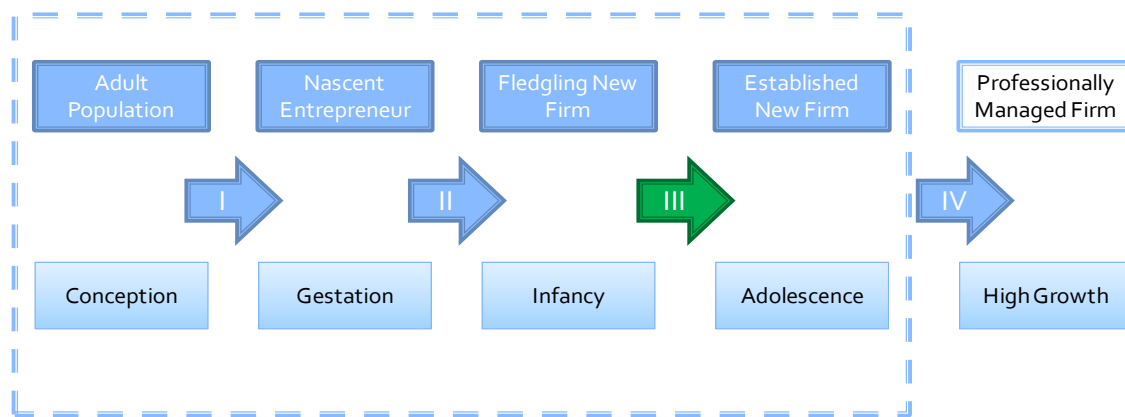 Adult
Population
Nascent
Entrepreneur
Fledgling New
Firm
Established
New Firm
Professionally
Managed Firm
I
II
III
IV
Conception
Gestation
Infancy
Adolescence
High Growth